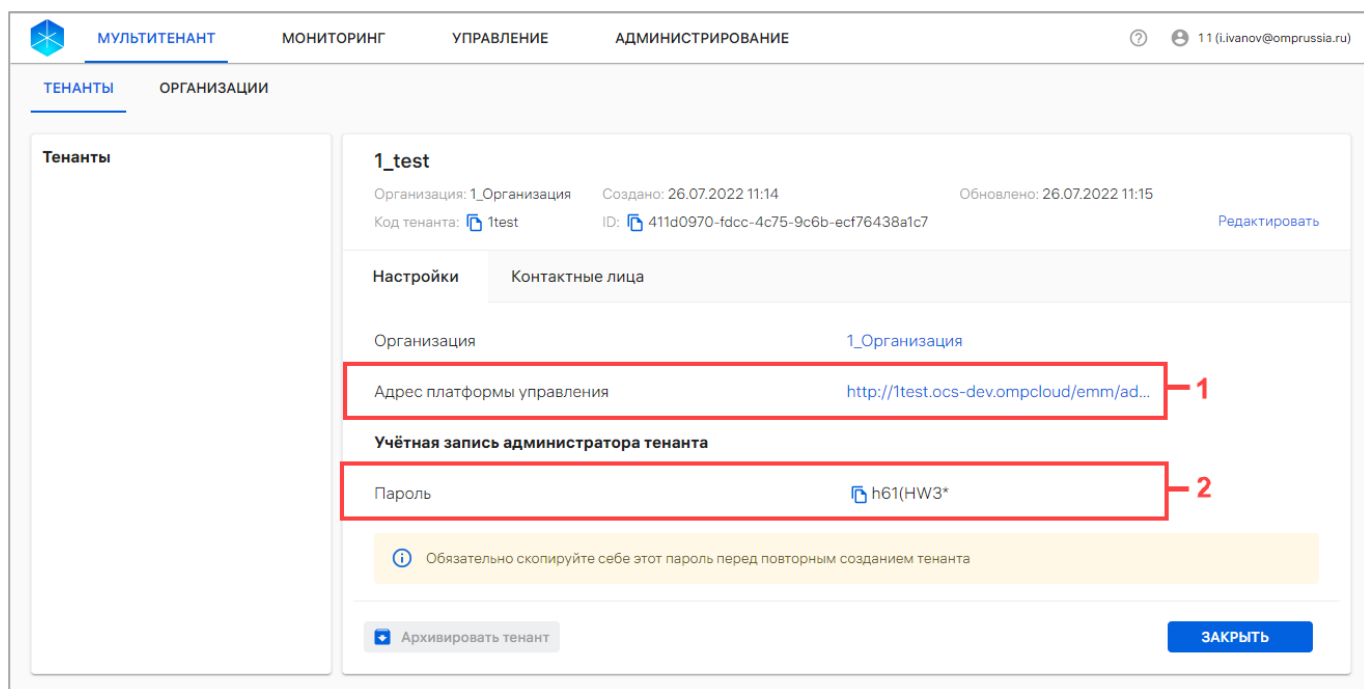 МУЛЬТИТЕНАНТ МОНИТОРИНГ УПРАВЛЕНИЕ АДМИНИСТРИРОВАНИЕ 11 (i.ivanov@omprussia.ru)
ТЕНАНТЫ ОРГАНИЗАЦИИ
Тенанты
1_test
Организация: 1_Организация Создано: 26.07.2022 11:14 Обновлено: 26.07.2022 11:15
Код тенанта: 1test ID: 411d0970-fdcc-4c75-9c6b-ecf76438a1c7 Редактировать
Настройки Контактные лица
Организация 1_Организация
Адрес платформы управления http://1test.ocs-dev.ompcloud/emm/ad... 1
Учётная запись администратора тенанта
Пароль h61(HW3* 2
Обязательно скопируйте себе этот пароль перед повторным созданием тенанта
Архивировать тенант ЗАКРЫТЬ